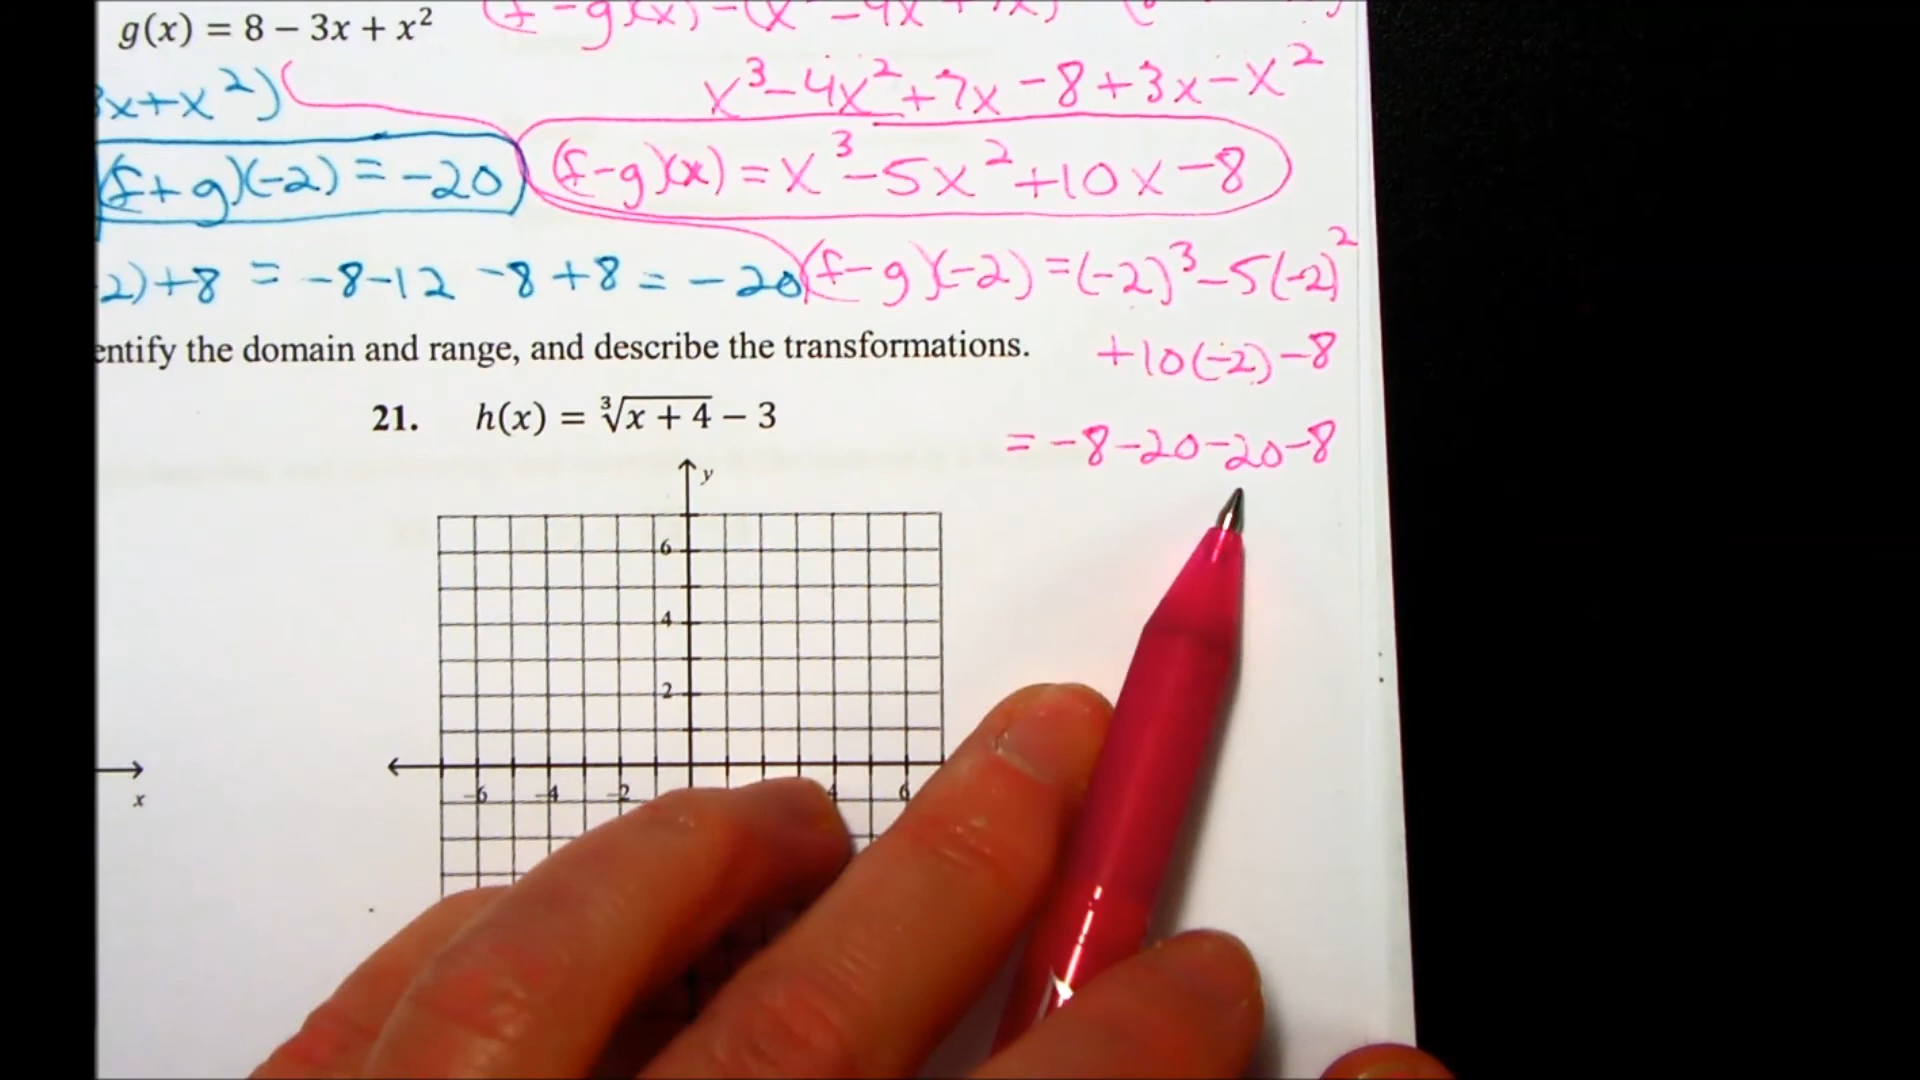 g(x) = 8 − 3x + x²
x³−4x²+7x−8+3x−x²
3x+x²)
(f+g)(−2) = −20
(f−g)(x) = x³−5x²+10x−8
2)+8 = −8−12 −8+8 = −20
(f−g)(−2) = (−2)³−5(−2)²
+10(−2)−8
entify the domain and range, and describe the transformations.
21. h(x) = ∛x + 4 − 3
= −8−20−20−8
y
6
4
2
x
−6 −4 −2 4 6